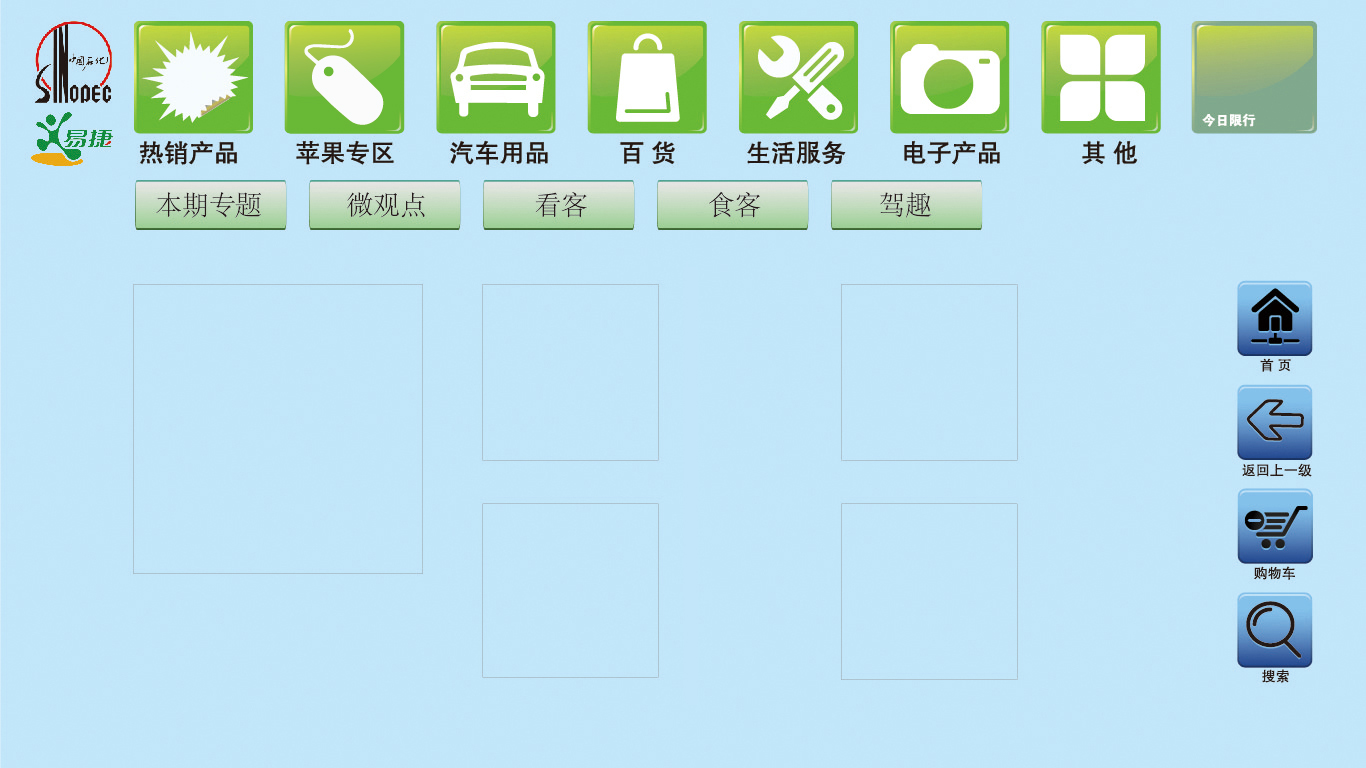 中国石化
SINOPEC
易捷
热销产品
苹果专区
汽车用品
百 货
生活服务
电子产品
其 他
今日限行
本期专题
微观点
看客
食客
驾趣
首 页
返回上一级
购物车
搜索